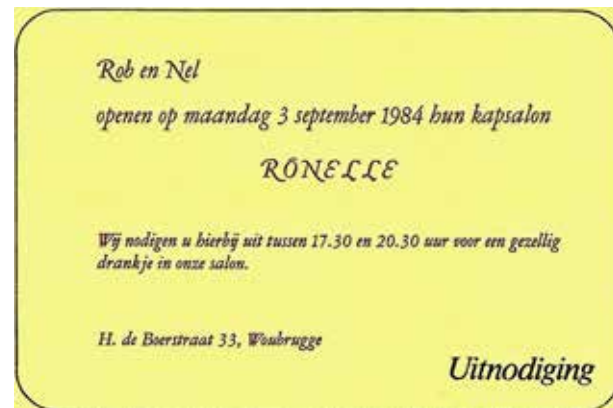 Rob en Nel
openen op maandag 3 september 1984 hun kapsalon
RÓNELLE
Wij nodigen u hierbij uit tussen 17.30 en 20.30 uur voor een gezellig
drankje in onze salon.
H. de Boerstraat 33, Woubrugge
Uitnodiging